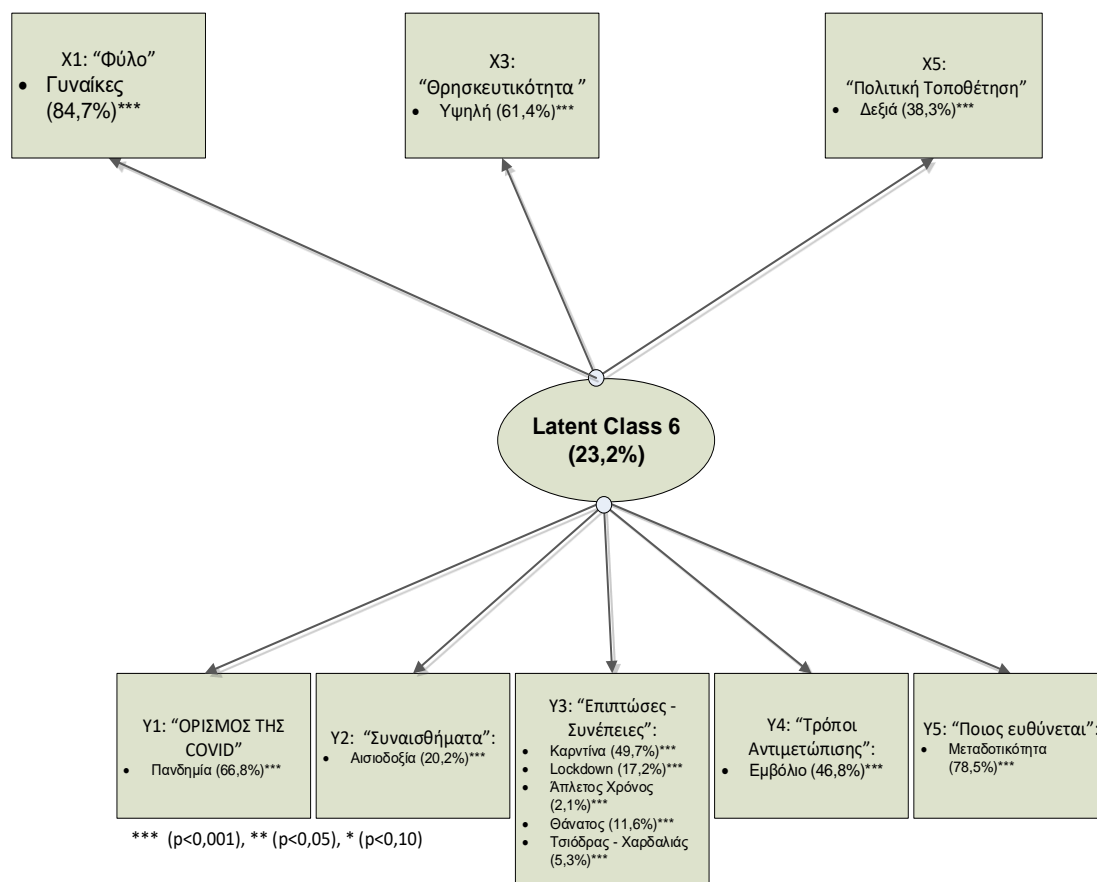 X1: “Φύλο”
• Γυναίκες
(84,7%)***
X3:
“Θρησκευτικότητα ”
• Υψηλή (61,4%)***
X5:
“Πολιτική Τοποθέτηση”
• Δεξιά (38,3%)***
Latent Class 6
(23,2%)
Y1: “ΟΡΙΣΜΟΣ ΤΗΣ
COVID”
• Πανδημία (66,8%)***
Y2: “Συναισθήματα”:
• Αισιοδοξία (20,2%)***
Y3: “Επιπτώσες -
Συνέπειες”:
• Καρντίνα (49,7%)***
• Lockdown (17,2%)***
• Άπλετος Χρόνος
(2,1%)***
• Θάνατος (11,6%)***
• Τσιόδρας - Χαρδαλιάς
(5,3%)***
Y4: “Τρόποι
Αντιμετώπισης”:
• Εμβόλιο (46,8%)***
Y5: “Ποιος ευθύνεται”:
• Μεταδοτικότητα
(78,5%)***
*** (p<0,001), ** (p<0,05), * (p<0,10)